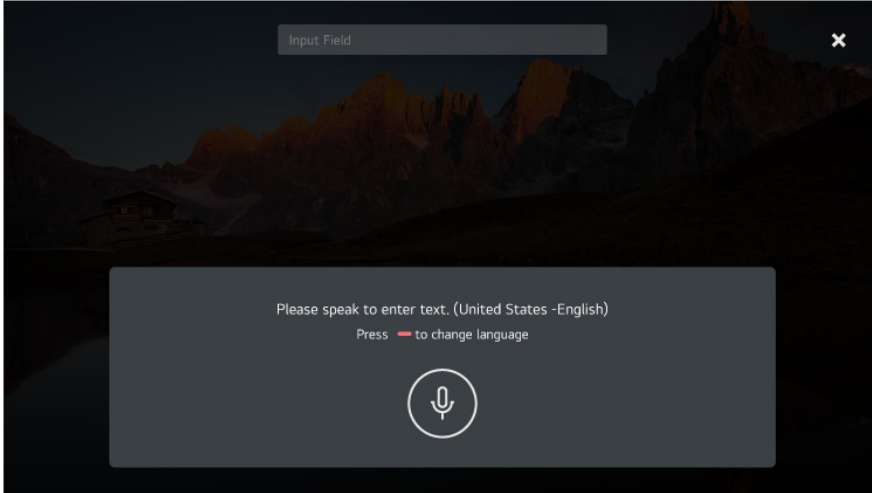 Input Field
Please speak to enter text. (United States -English)
Press to change language